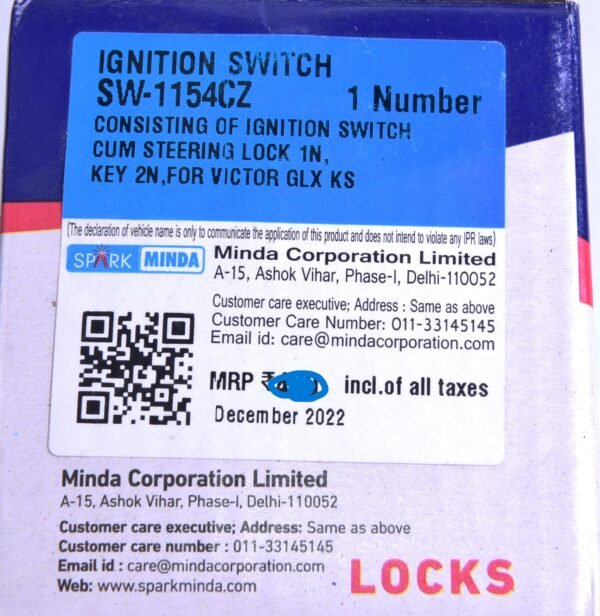 IGNITION SWITCH
SW-1154CZ 1 Number
CONSISTING OF IGNITION SWITCH
CUM STEERING LOCK 1N,
KEY 2N,FOR VICTOR GLX KS
(The declaration of vehicle name is only to communicate the application of this product and does not intend to violate any IPR laws)
SPARK MINDA
Minda Corporation Limited
A-15, Ashok Vihar, Phase-I, Delhi-110052
Customer care executive; Address : Same as above
Customer Care Number: 011-33145145
Email id: care@mindacorporation.com
MRP ₹ incl.of all taxes
December 2022
Minda Corporation Limited
A-15, Ashok Vihar, Phase-I, Delhi-110052
Customer care executive; Address: Same as above
Customer care number : 011-33145145
Email id : care@mindacorporation.com
Web: www.sparkminda.com
LOCKS